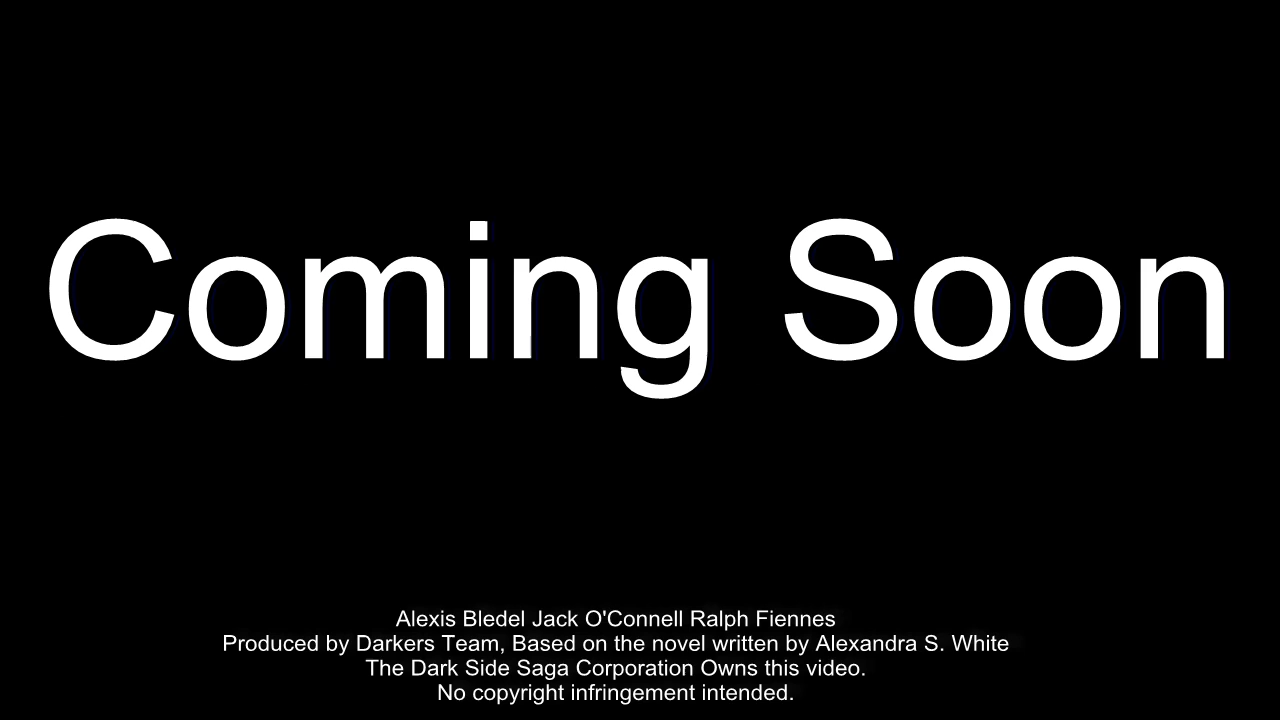 Coming Soon
Alexis Bledel Jack O'Connell Ralph Fiennes
Produced by Darkers Team, Based on the novel written by Alexandra S. White
The Dark Side Saga Corporation Owns this video.
No copyright infringement intended.